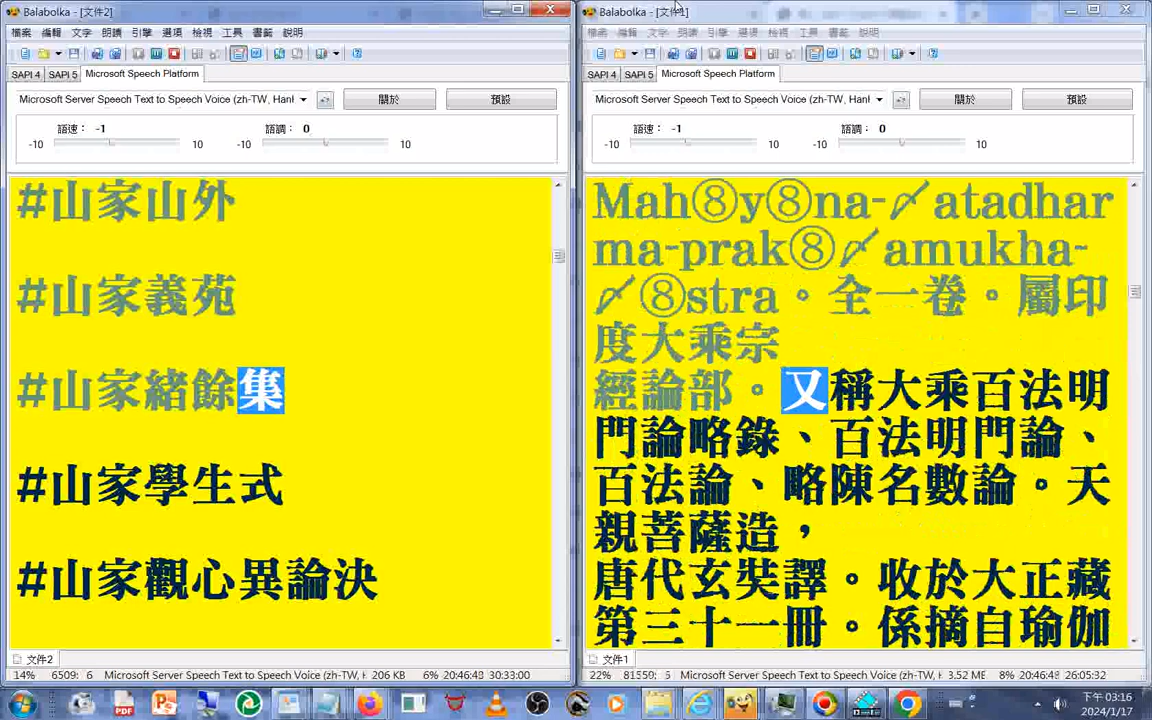 Balabolka - [文件2]
檔案 編輯 文字 朗讀 引擎 選項 檢視 工具 書籤 說明
SAPI 4 SAPI 5 Microsoft Speech Platform
Microsoft Server Speech Text to Speech Voice (zh-TW, Hanl
關於 預設
語速： -1 語調： 0
-10 10 -10 10
#山家山外
#山家義苑
#山家緒餘集
#山家學生式
#山家觀心異論決
文件2
14% 6509: 6 Microsoft Server Speech Text to Speech Voice (zh-TW, H 206 KB 6% 20:46:48 30:33:00
Balabolka - [文件1]
檔案 編輯 文字 朗讀 引擎 選項 檢視 工具 書籤 說明
SAPI 4 SAPI 5 Microsoft Speech Platform
Microsoft Server Speech Text to Speech Voice (zh-TW, Hanl
關於 預設
語速： -1 語調： 0
-10 10 -10 10
Mah⑧y⑧na-〆atadhar
ma-prak⑧〆amukha-
〆⑧stra。全一卷。屬印
度大乘宗
經論部。又稱大乘百法明
門論略錄、百法明門論、
百法論、略陳名數論。天
親菩薩造，
唐代玄奘譯。收於大正藏
第三十一冊。係摘自瑜伽
文件1
22% 81559: 5 Microsoft Server Speech Text to Speech Voice (zh-TW, H 3.52 ME 8% 20:46:48 26:05:32
下午 03:16
2024/1/17